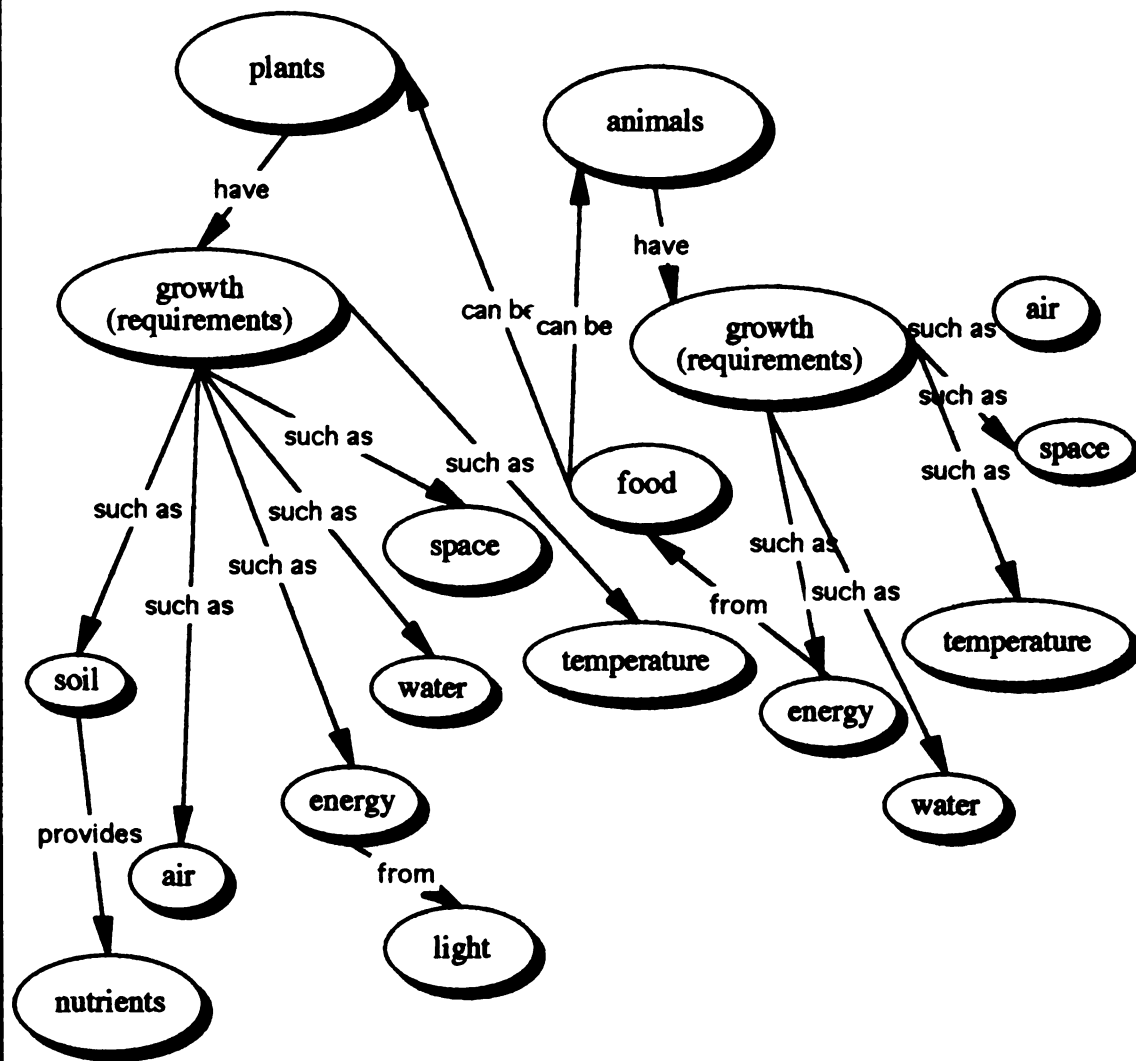 plants
animals
have
have
growth
(requirements)
can be
can be
growth
(requirements)
such as
air
such as
space
such as
such as
such as
food
such as
such as
space
such as
such as
such as
such as
from
soil
water
temperature
energy
temperature
energy
water
provides
air
from
light
nutrients